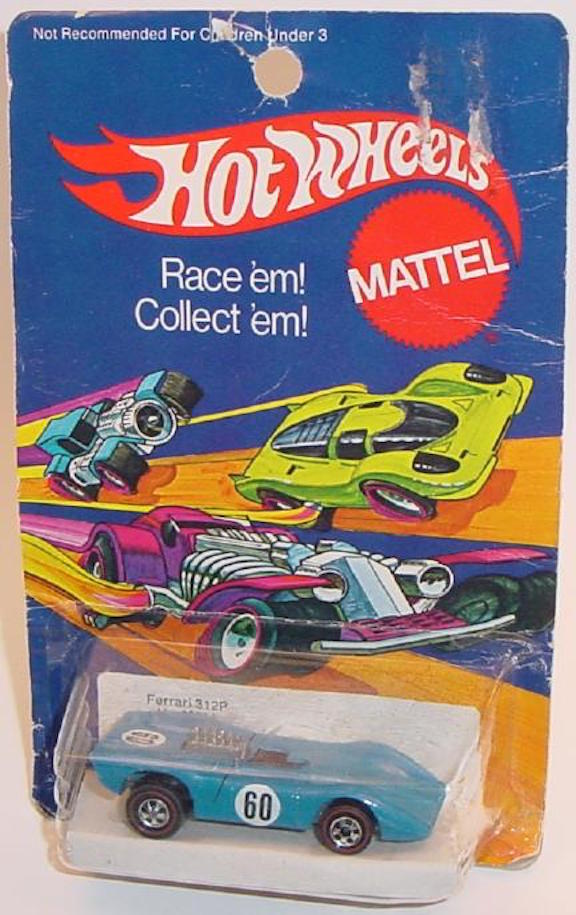 Not Recommended For Children Under 3
HOT WHEELS
Race 'em!
Collect 'em!
MATTEL
Ferrari 312P
60